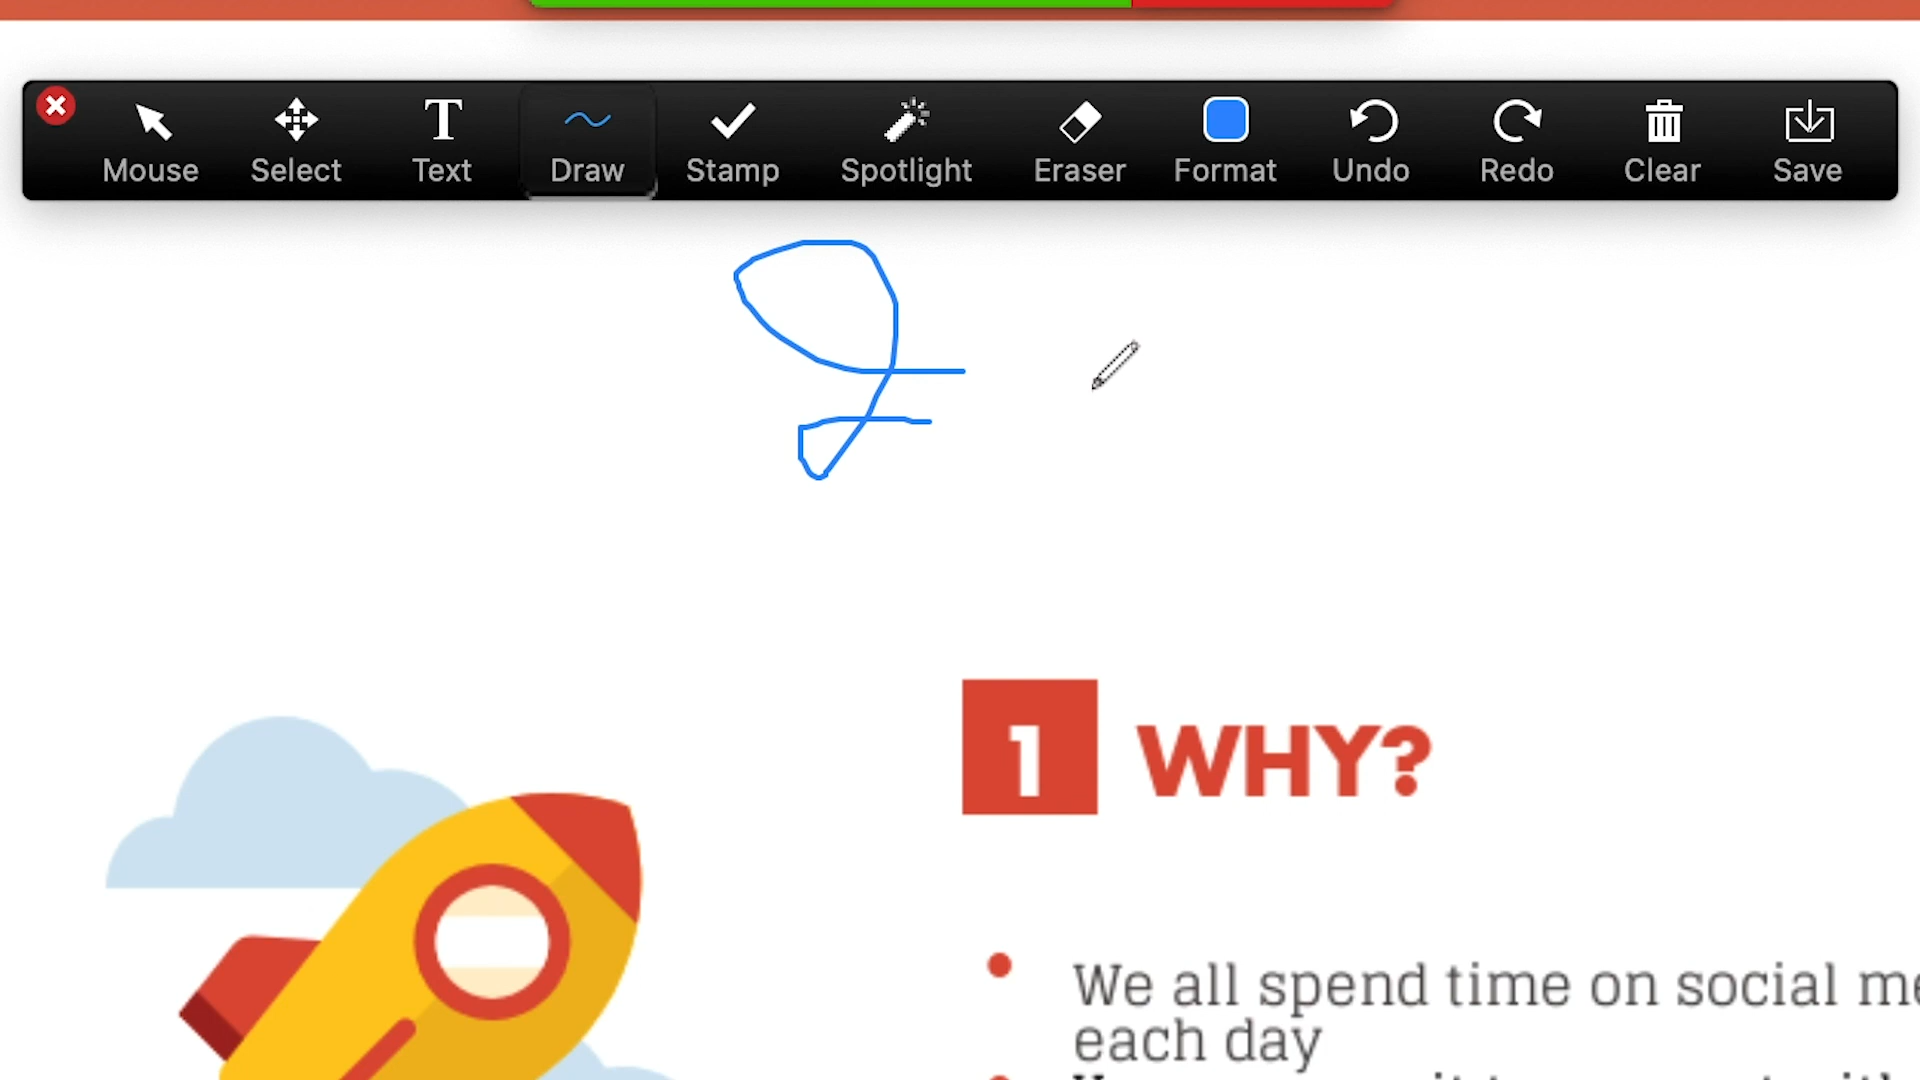 Mouse Select Text Draw Stamp Spotlight Eraser Format Undo Redo Clear Save
1 WHY?
We all spend time on social
each day